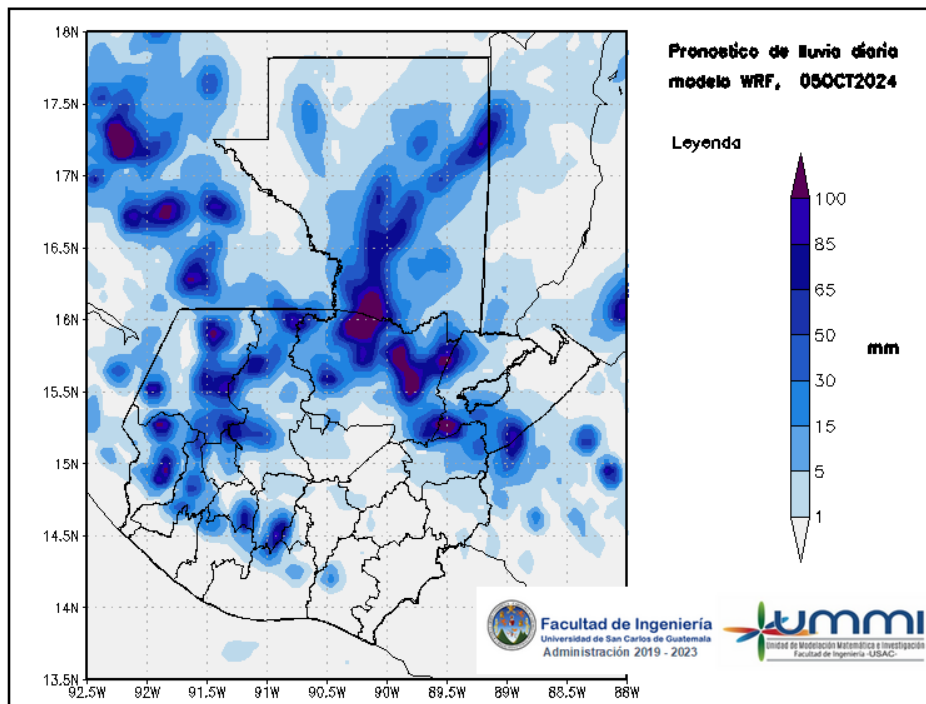 Pronostico de lluvia diaria
modelo WRF, 05OCT2024
Leyenda
100
85
65
50
30
15
5
1
mm
18N
17.5N
17N
16.5N
16N
15.5N
15N
14.5N
14N
13.5N
92.5W
92W
91.5W
91W
90.5W
90W
89.5W
89W
88.5W
88W
Facultad de Ingeniería
Universidad de San Carlos de Guatemala
Administración 2019 - 2023
ummi
Unidad de Modelación Matemática e Investigación
Facultad de Ingeniería -USAC-